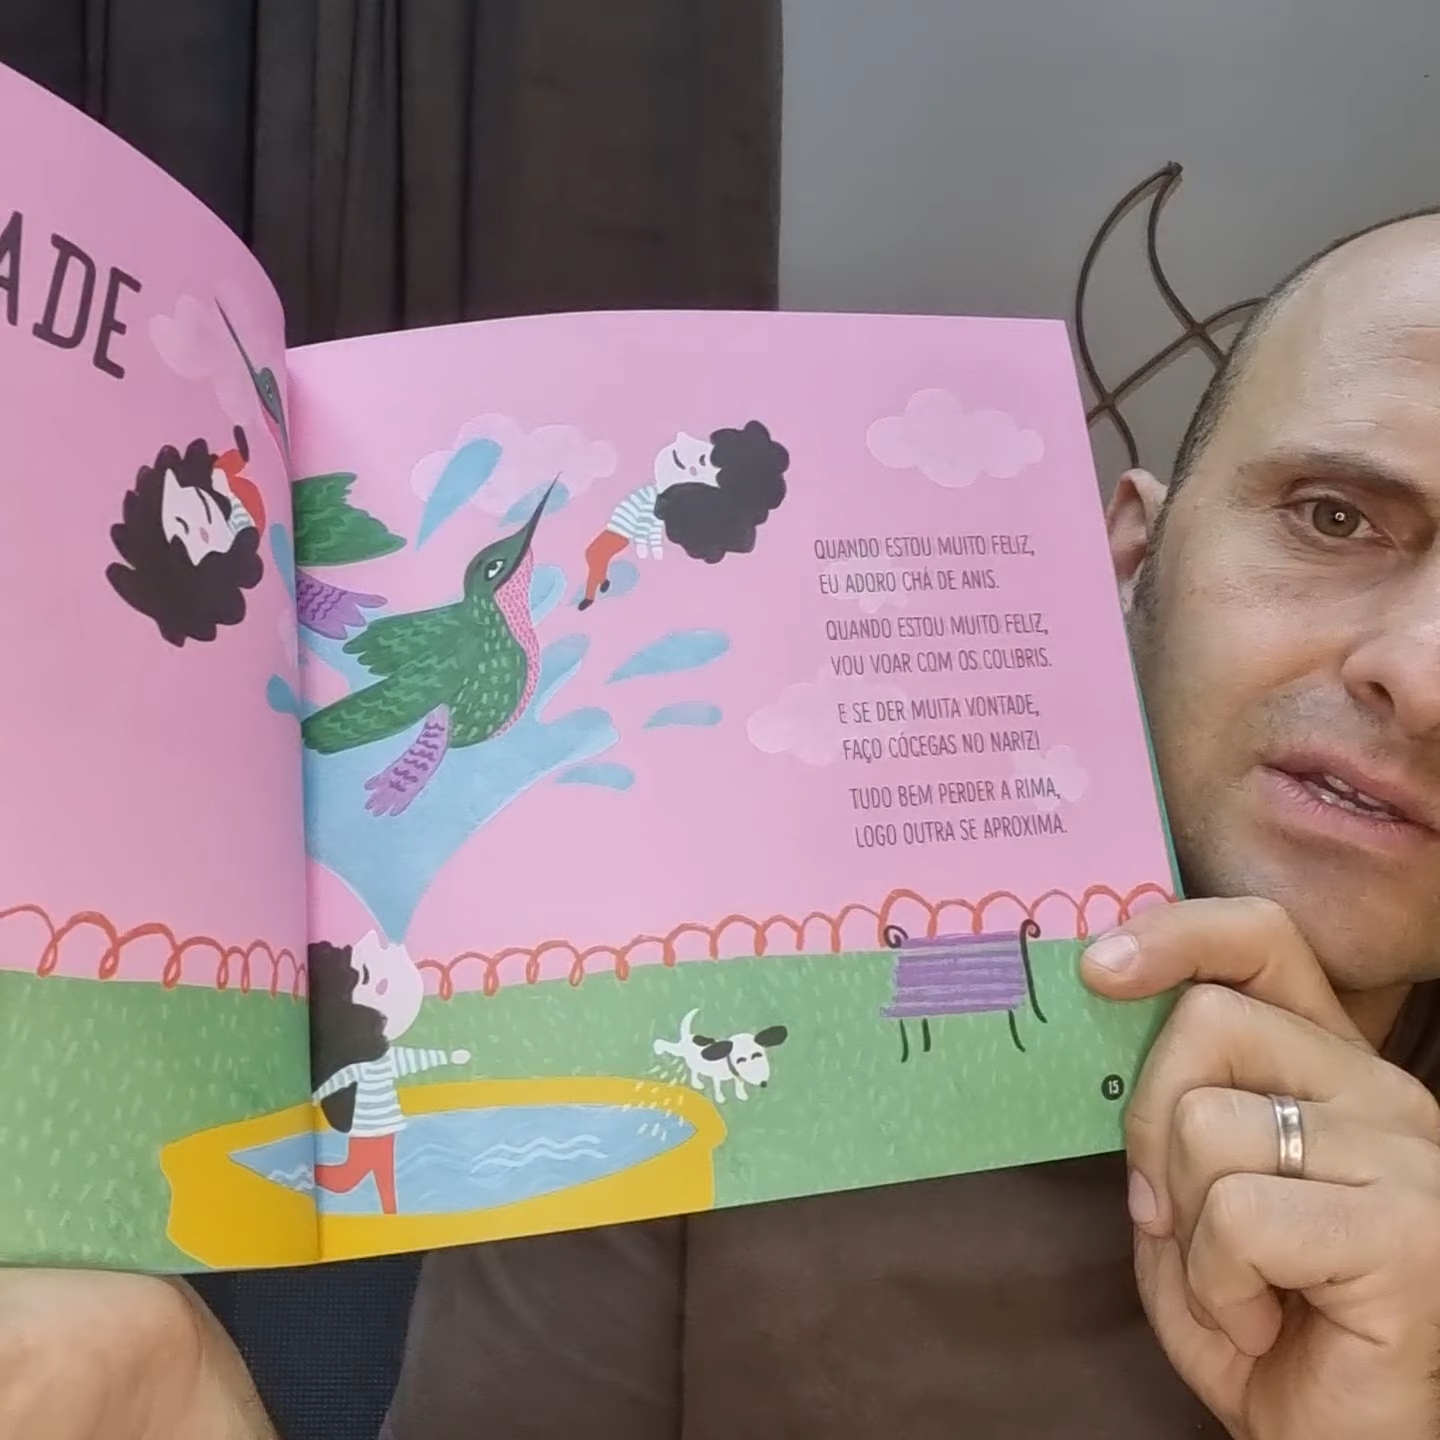 ADE
QUANDO ESTOU MUITO FELIZ,
EU ADORO CHÁ DE ANIS.
QUANDO ESTOU MUITO FELIZ,
VOU VOAR COM OS COLIBRIS.
E SE DER MUITA VONTADE,
FAÇO CÓCEGAS NO NARIZ!
TUDO BEM PERDER A RIMA,
LOGO OUTRA SE APROXIMA.
15